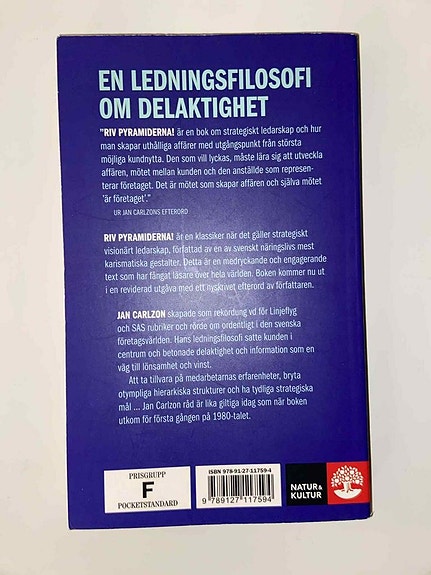 EN LEDNINGSFILOSOFI
OM DELAKTIGHET
"RIV PYRAMIDERNA! är en bok om strategiskt ledarskap och hur
man skapar uthålliga affärer med utgångspunkt från största
möjliga kundnytta. Den som vill lyckas, måste lära sig att utveckla
affären, mötet mellan kunden och den anställde som represen-
terar företaget. Det är mötet som skapar affären och själva mötet
'är företaget'."
UR JAN CARLZONS EFTERORD
RIV PYRAMIDERNA! är en klassiker när det gäller strategiskt
visionärt ledarskap, författad av en av svenskt näringslivs mest
karismatiska gestalter. Detta är en medryckande och engagerande
text som har fångat läsare över hela världen. Boken kommer nu ut
i en reviderad utgåva med ett nyskrivet efterord av författaren.
JAN CARLZON skapade som rekordung vd för Linjeflyg
och SAS rubriker och rörde om ordentligt i den svenska
företagsvärlden. Hans ledningsfilosofi satte kunden i
centrum och betonade delaktighet och information som en
väg till lönsamhet och vinst.
Att ta tillvara på medarbetarnas erfarenheter, bryta
otympliga hierarkiska strukturer och ha tydliga strategiska
mål ... Jan Carlzon råd är lika giltiga idag som när boken
utkom för första gången på 1980-talet.
PRISGRUPP
F
POCKETSTANDARD
ISBN 978-91-27-11759-4
9 789127 117594
NATUR&
KULTUR